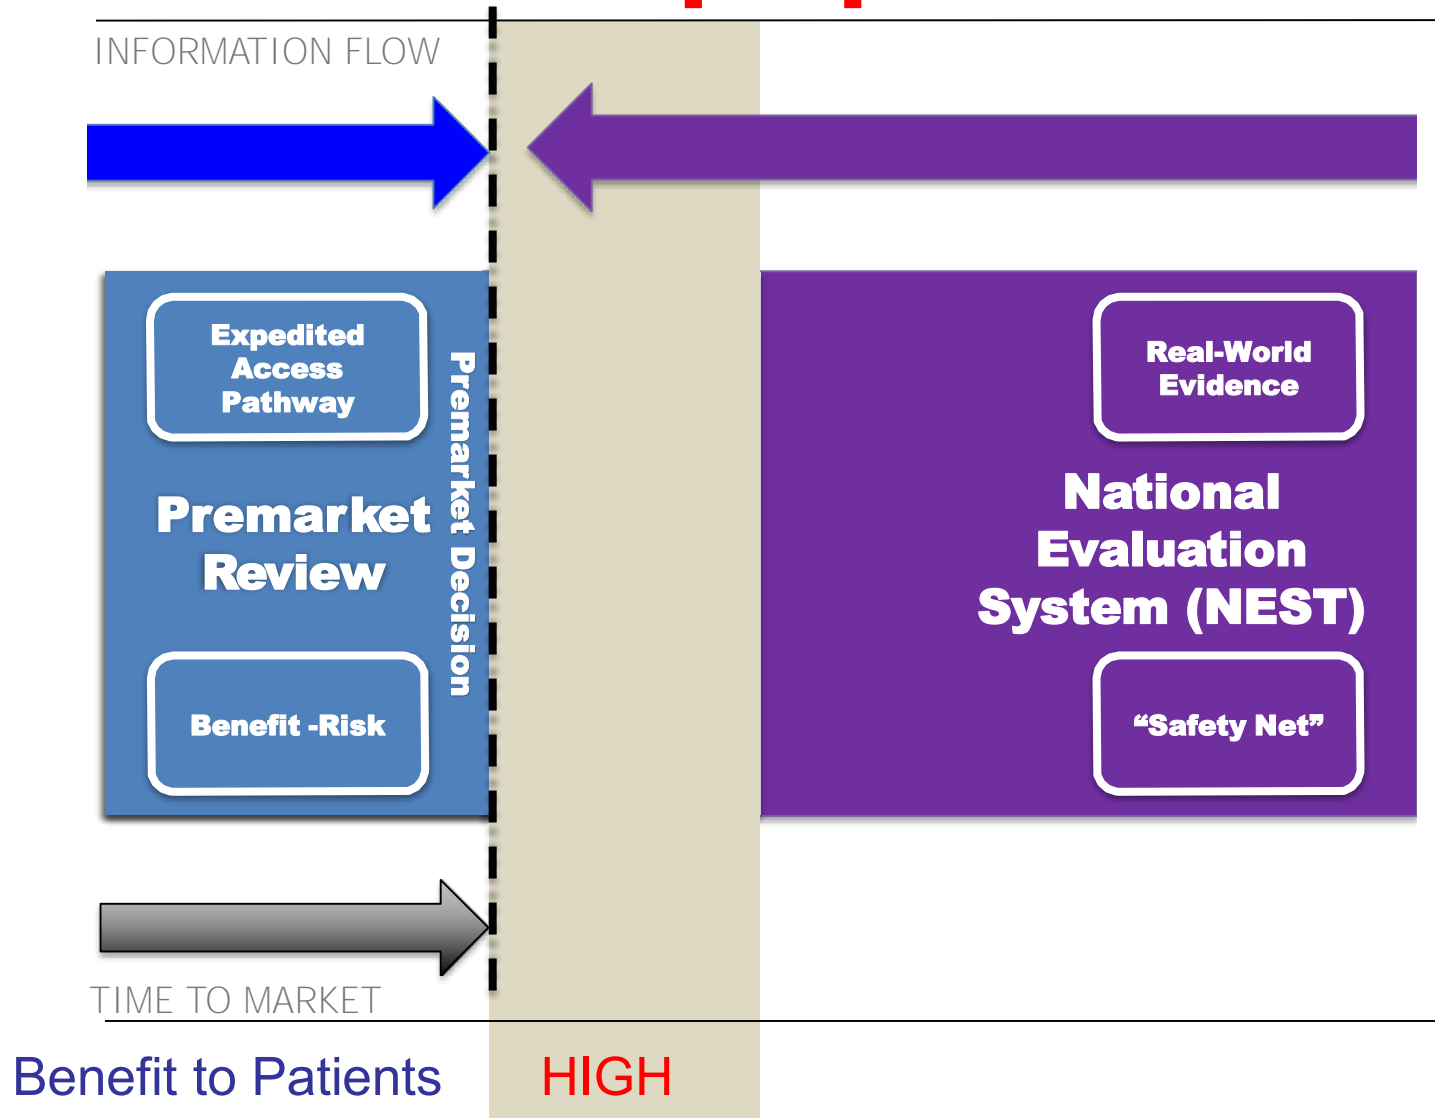 INFORMATION FLOW
Expedited
Access
Pathway
Premarket
Review
Benefit -Risk
Premarket Decision
Real-World
Evidence
National
Evaluation
System (NEST)
“Safety Net”
TIME TO MARKET
Benefit to Patients HIGH